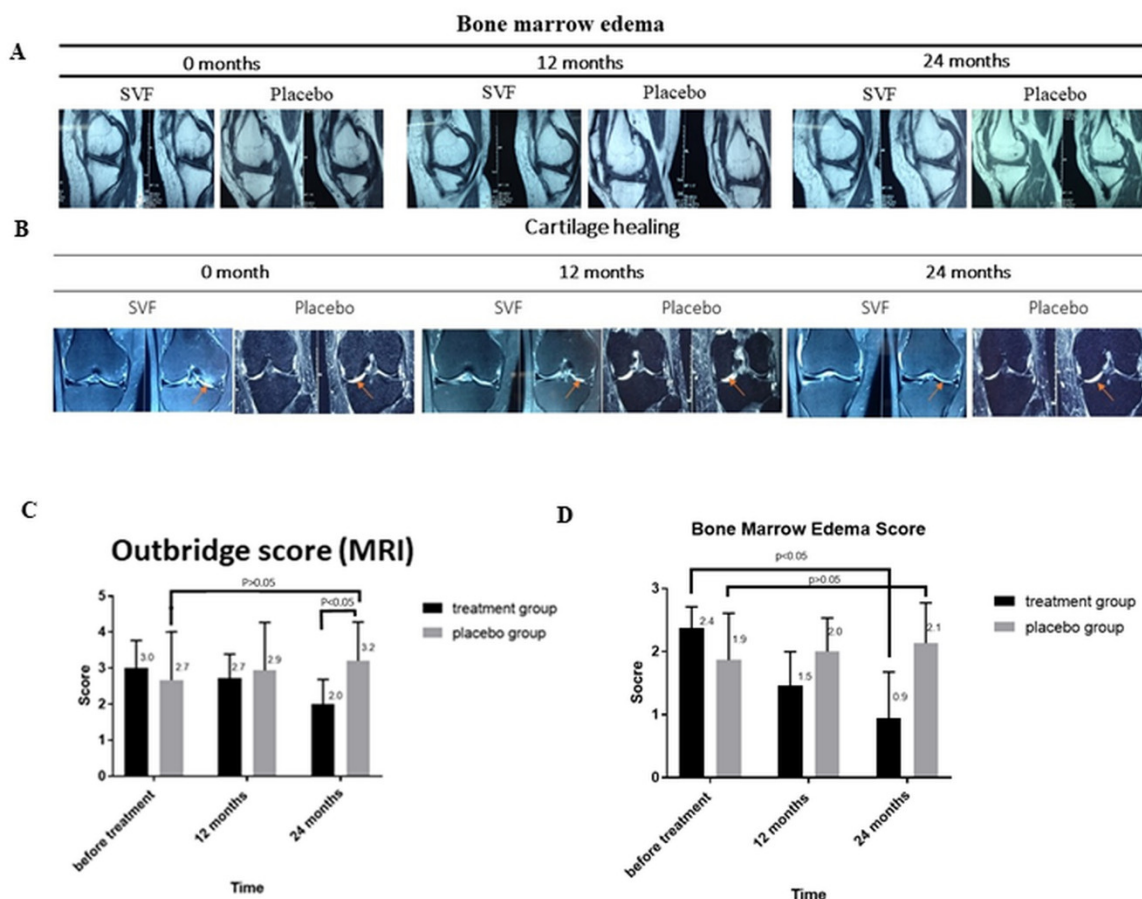 Bone marrow edema
A
0 months 12 months 24 months
SVF Placebo SVF Placebo SVF Placebo
B
Cartilage healing
0 month 12 months 24 months
SVF Placebo SVF Placebo SVF Placebo
C
Outbridge score (MRI)
P>0.05
P<0.05
5
4
3
2
1
0
Score
3.0
2.7
2.7
2.9
2.0
3.2
treatment group
placebo group
before treatment
12 months
24 months
Time
D
Bone Marrow Edema Score
p<0.05
p>0.05
3
2
1
0
Socre
2.4
1.9
1.5
2.0
0.9
2.1
treatment group
placebo group
before treatment
12 months
24 months
Time